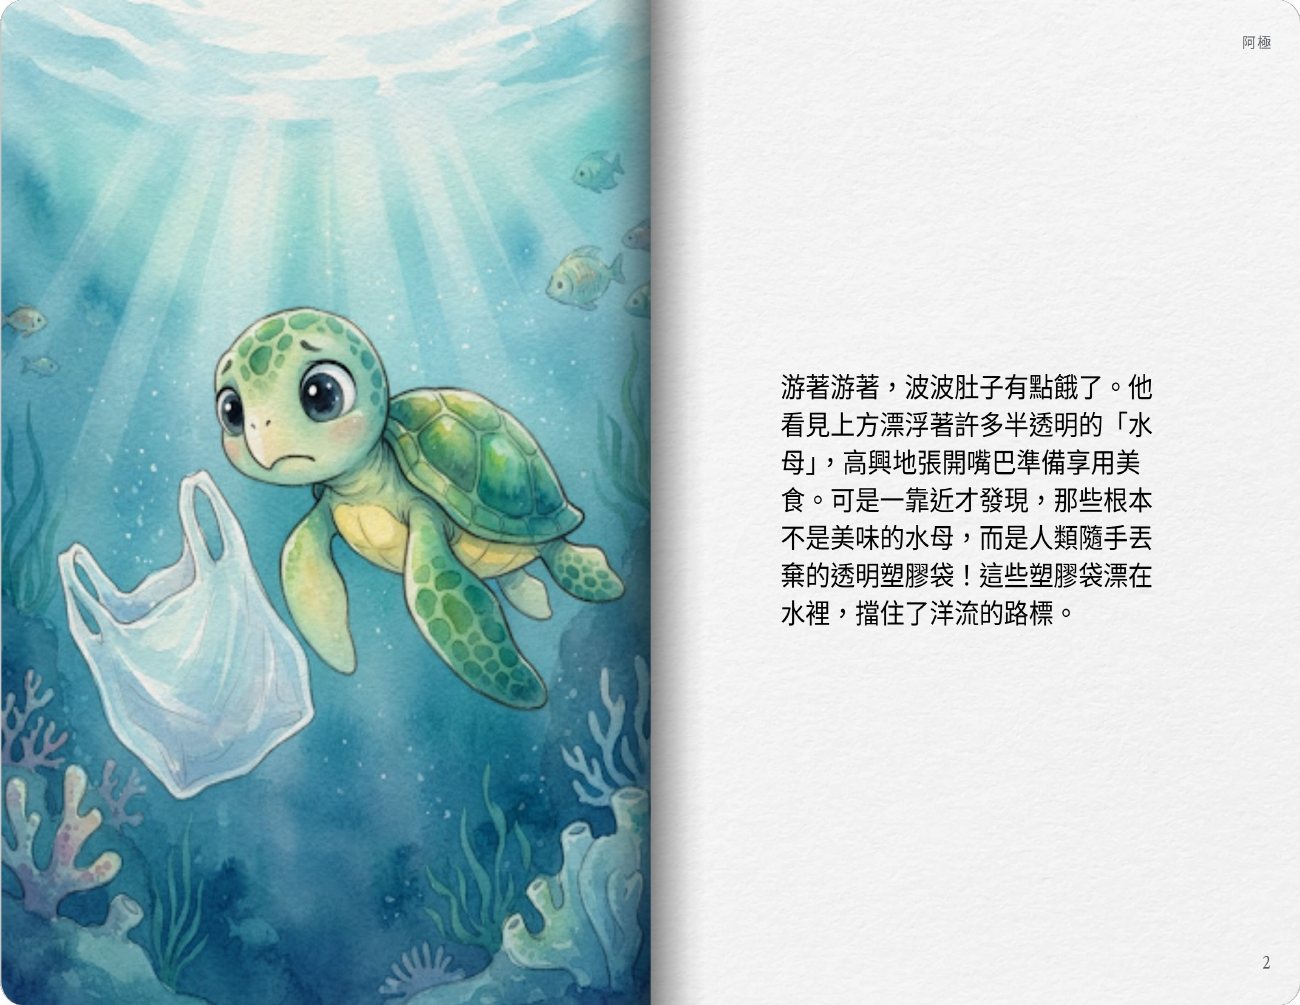 阿極
游著游著，波波肚子有點餓了。他
看見上方漂浮著許多半透明的「水
母」，高興地張開嘴巴準備享用美
食。可是一靠近才發現，那些根本
不是美味的水母，而是人類隨手丟
棄的透明塑膠袋！這些塑膠袋漂在
水裡，擋住了洋流的路標。
2